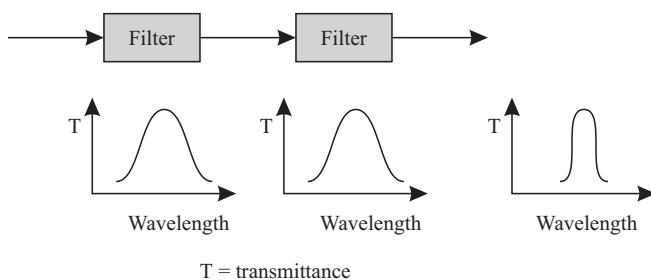 Filter Filter
T T T
Wavelength Wavelength Wavelength
T = transmittance